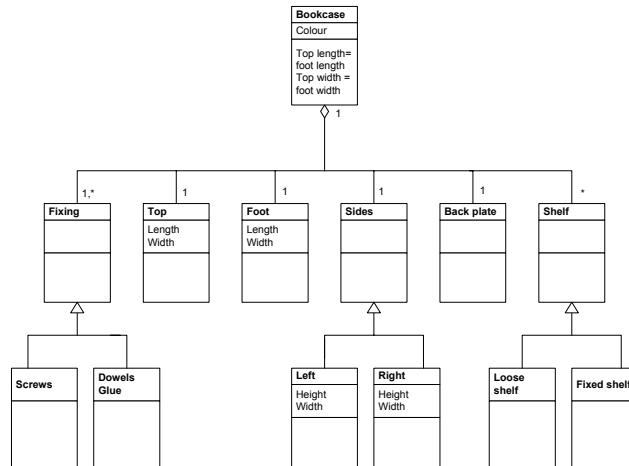 Bookcase
Colour
Top length=
foot length
Top width =
foot width
1
1,*
1
1
1
1
*
Fixing
Top
Foot
Sides
Back plate
Shelf
Length
Width
Length
Width
Screws
Dowels
Glue
Left
Height
Width
Right
Height
Width
Loose
shelf
Fixed shelf